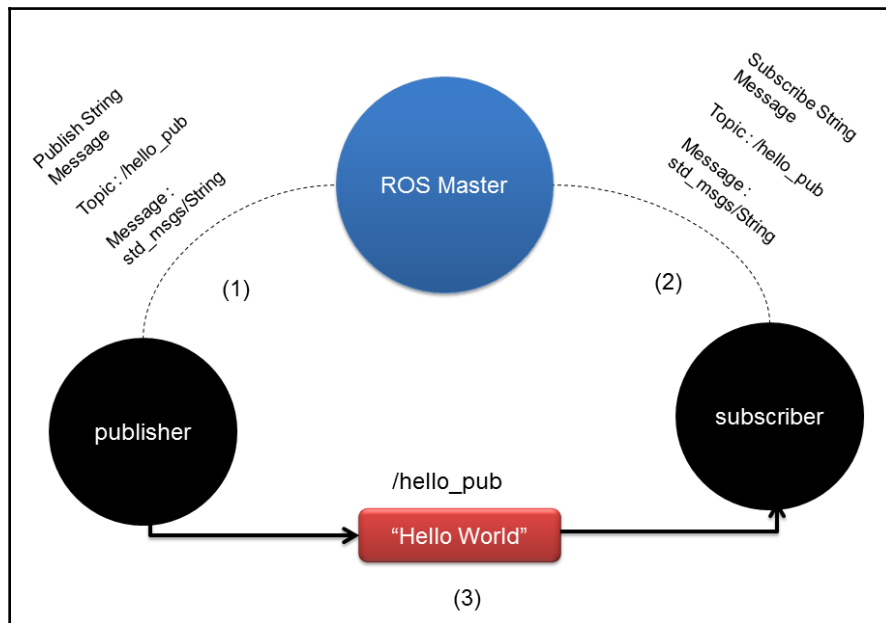 Publish String
Message
Topic: /hello_pub
Message :
std_msgs/String
ROS Master
Subscribe String
Message
Topic: /hello_pub
Message :
std_msgs/String
(1)
(2)
publisher
subscriber
/hello_pub
“Hello World”
(3)